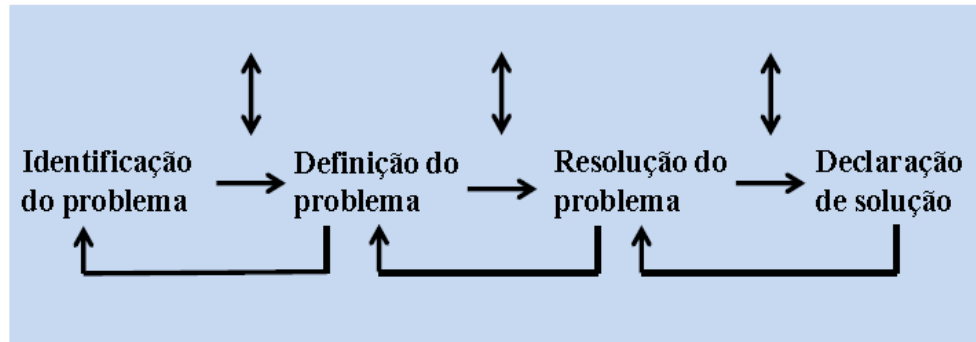 Identificação
do problema
Definição do
problema
Resolução do
problema
Declaração
de solução